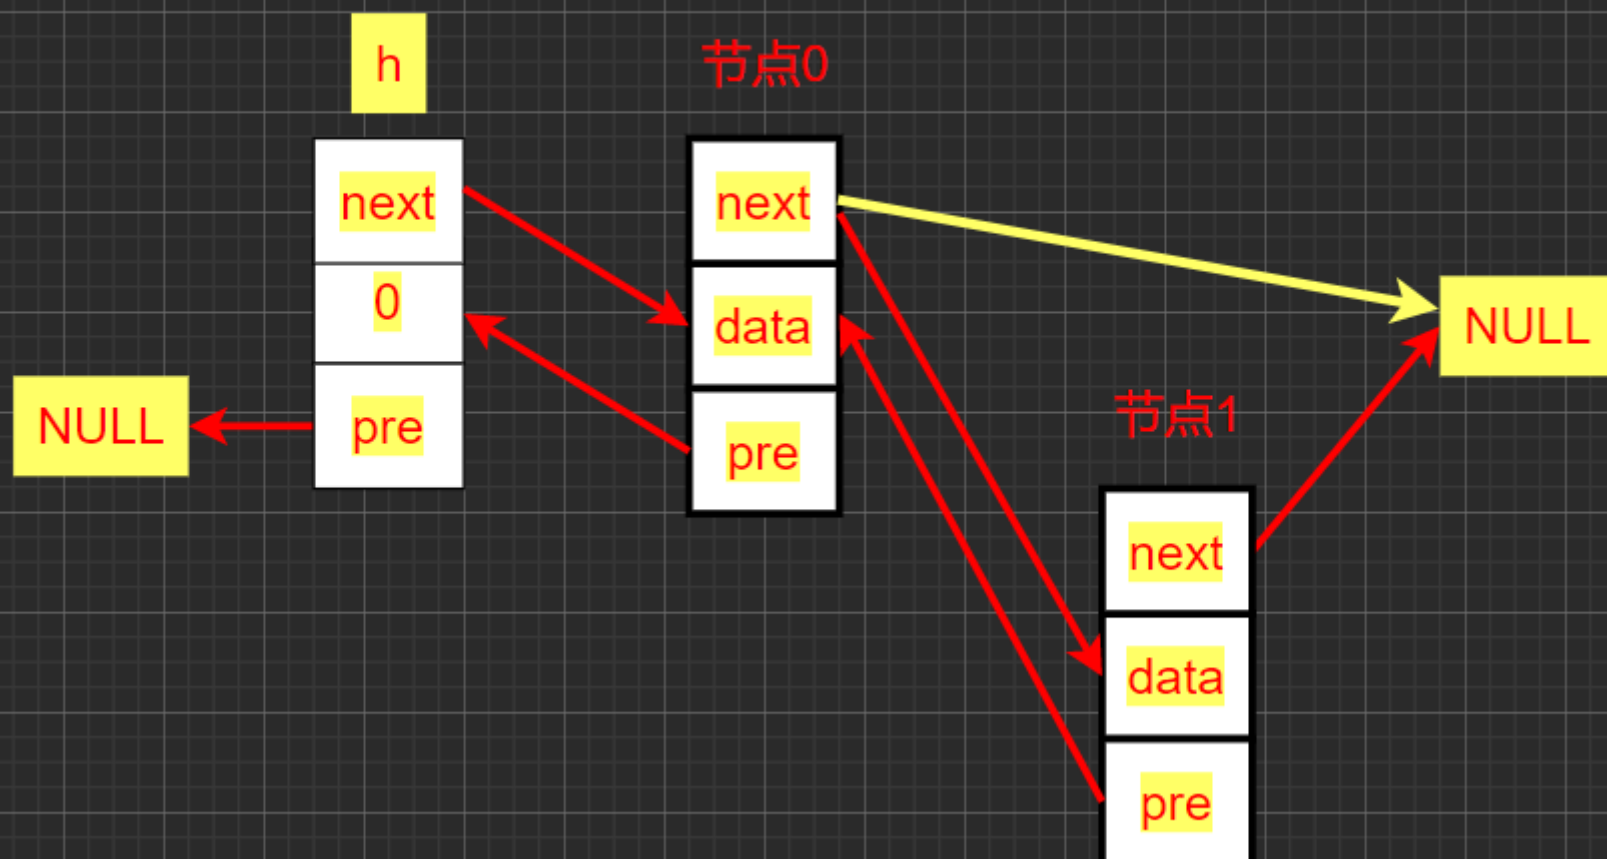 h
next
0
pre
NULL
节点0
next
data
pre
节点1
next
data
pre
NULL